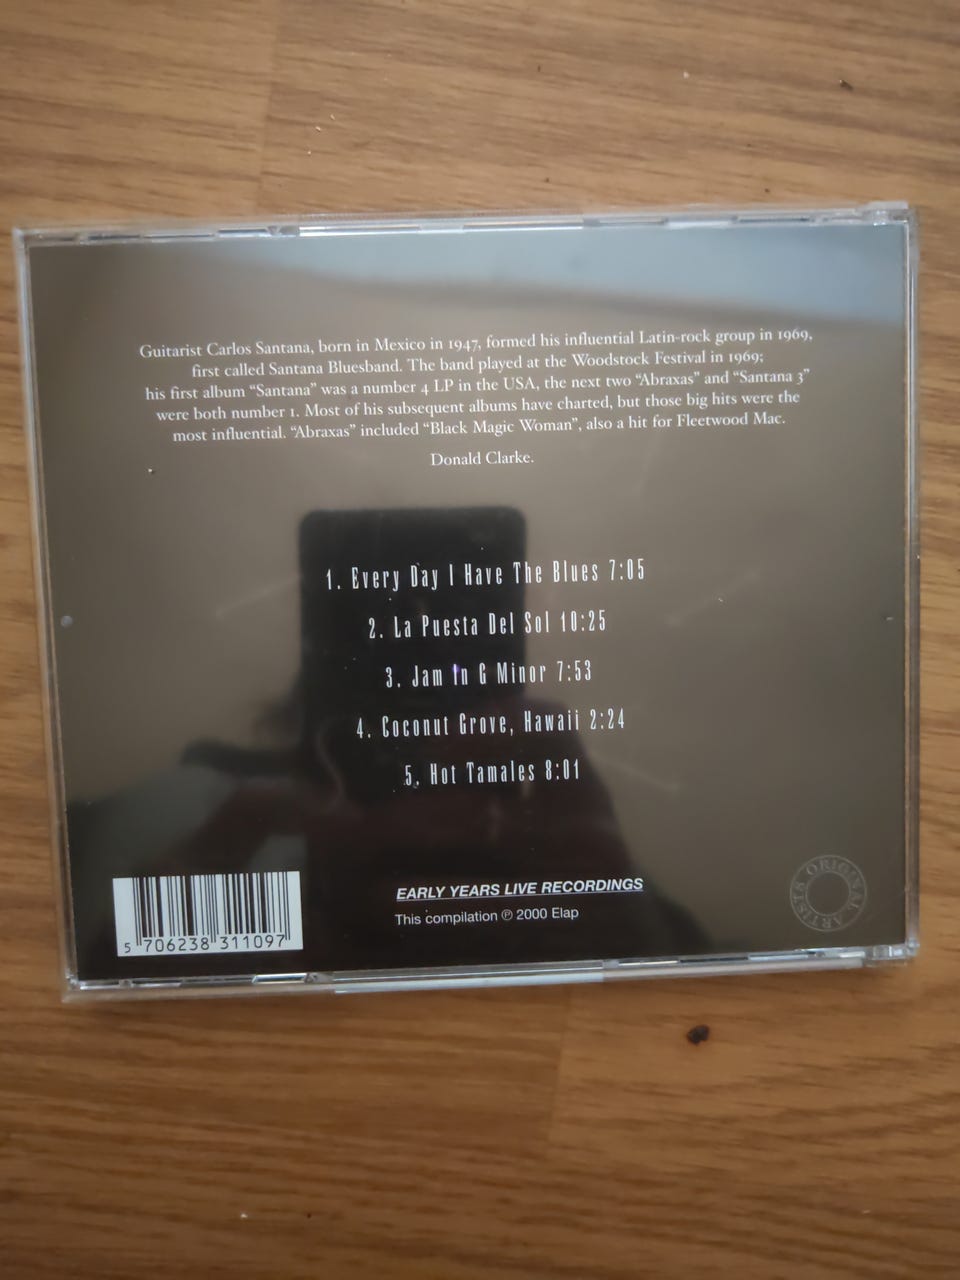 Guitarist Carlos Santana, born in Mexico in 1947, formed his influential Latin-rock group in 1969,
first called Santana Bluesband. The band played at the Woodstock Festival in 1969;
his first album “Santana” was a number 4 LP in the USA, the next two “Abraxas” and “Santana 3”
were both number 1. Most of his subsequent albums have charted, but those big hits were the
most influential. “Abraxas” included “Black Magic Woman”, also a hit for Fleetwood Mac.
Donald Clarke.
1. Every Day I Have The Blues 7:05
2. La Puesta Del Sol 10:25
3. Jam In G Minor 7:53
4. Coconut Grove, Hawaii 2:24
5. Hot Tamales 8:01
EARLY YEARS LIVE RECORDINGS
This compilation ℗ 2000 Elap
5 706238 311097
ORIGINAL ARTISTS